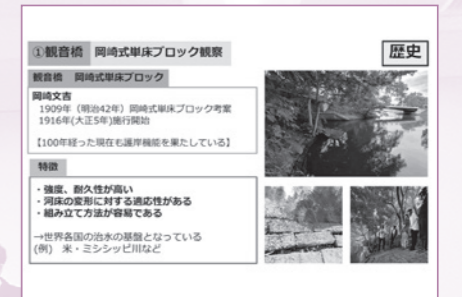 ①観音橋 岡崎式単床ブロック観察
歴史
観音橋 岡崎式単床ブロック
岡崎文吉
1909年（明治42年）岡崎式単床ブロック考案
1916年(大正5年)施行開始
【100年経った現在も護岸機能を果たしている】
特徴
・強度、耐久性が高い
・河床の変形に対する適応性がある
・組み立て方法が容易である
→世界各国の治水の基盤となっている
(例) 米・ミシシッピ川など